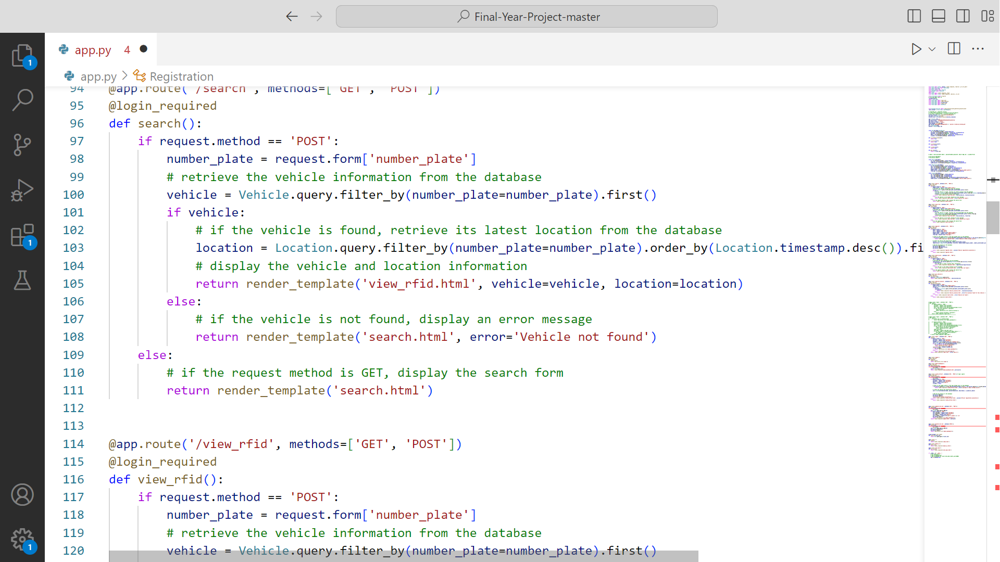 Final-Year-Project-master
app.py 4
app.py > Registration
94 @app.route('/search', methods=['GET', 'POST'])
95 @login_required
96 def search():
97 if request.method == 'POST':
98 number_plate = request.form['number_plate']
99 # retrieve the vehicle information from the database
100 vehicle = Vehicle.query.filter_by(number_plate=number_plate).first()
101 if vehicle:
102 # if the vehicle is found, retrieve its latest location from the database
103 location = Location.query.filter_by(number_plate=number_plate).order_by(Location.timestamp.desc()).fi
104 # display the vehicle and location information
105 return render_template('view_rfid.html', vehicle=vehicle, location=location)
106 else:
107 # if the vehicle is not found, display an error message
108 return render_template('search.html', error='Vehicle not found')
109 else:
110 # if the request method is GET, display the search form
111 return render_template('search.html')
112
113
114 @app.route('/view_rfid', methods=['GET', 'POST'])
115 @login_required
116 def view_rfid():
117 if request.method == 'POST':
118 number_plate = request.form['number_plate']
119 # retrieve the vehicle information from the database
120 vehicle = Vehicle.query.filter_by(number_plate=number_plate).first()
1
1
1